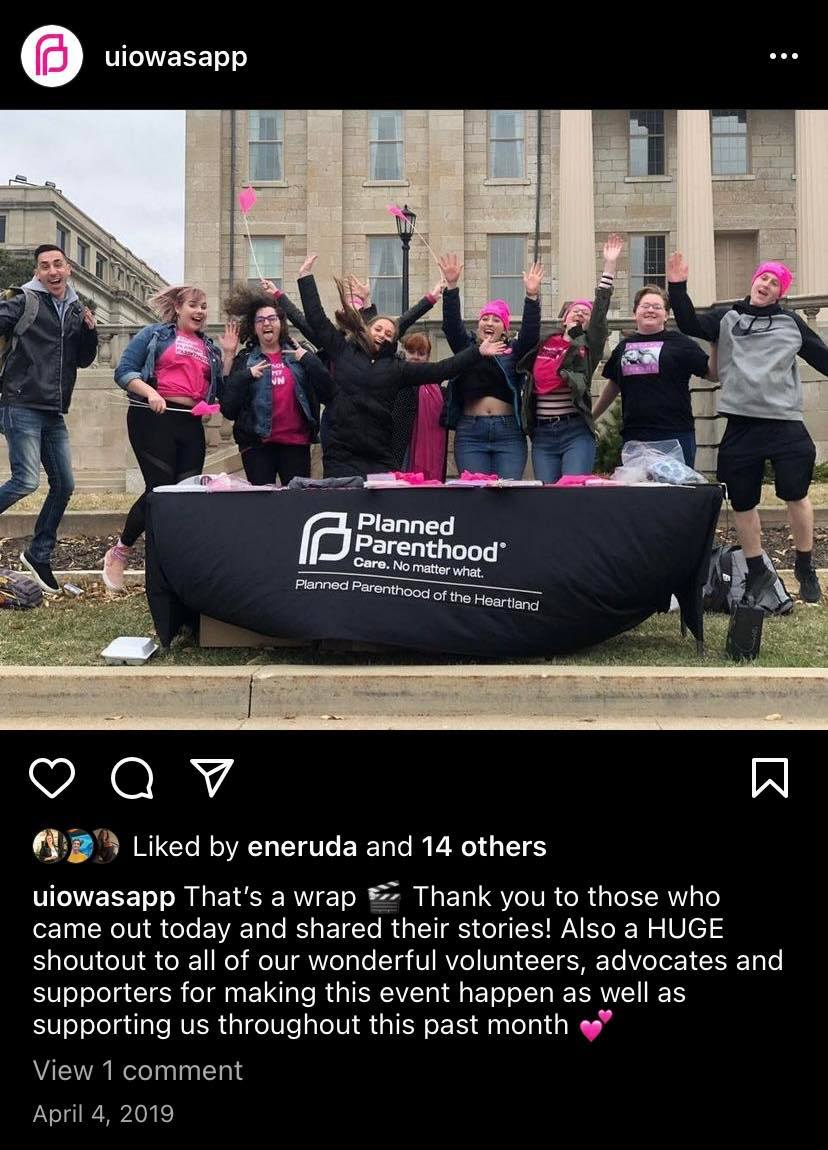 uiowasapp
Planned
Parenthood®
Care. No matter what.
Planned Parenthood of the Heartland
Liked by eneruda and 14 others
uiowasapp That’s a wrap 🎬 Thank you to those who
came out today and shared their stories! Also a HUGE
shoutout to all of our wonderful volunteers, advocates and
supporters for making this event happen as well as
supporting us throughout this past month 💕
View 1 comment
April 4, 2019